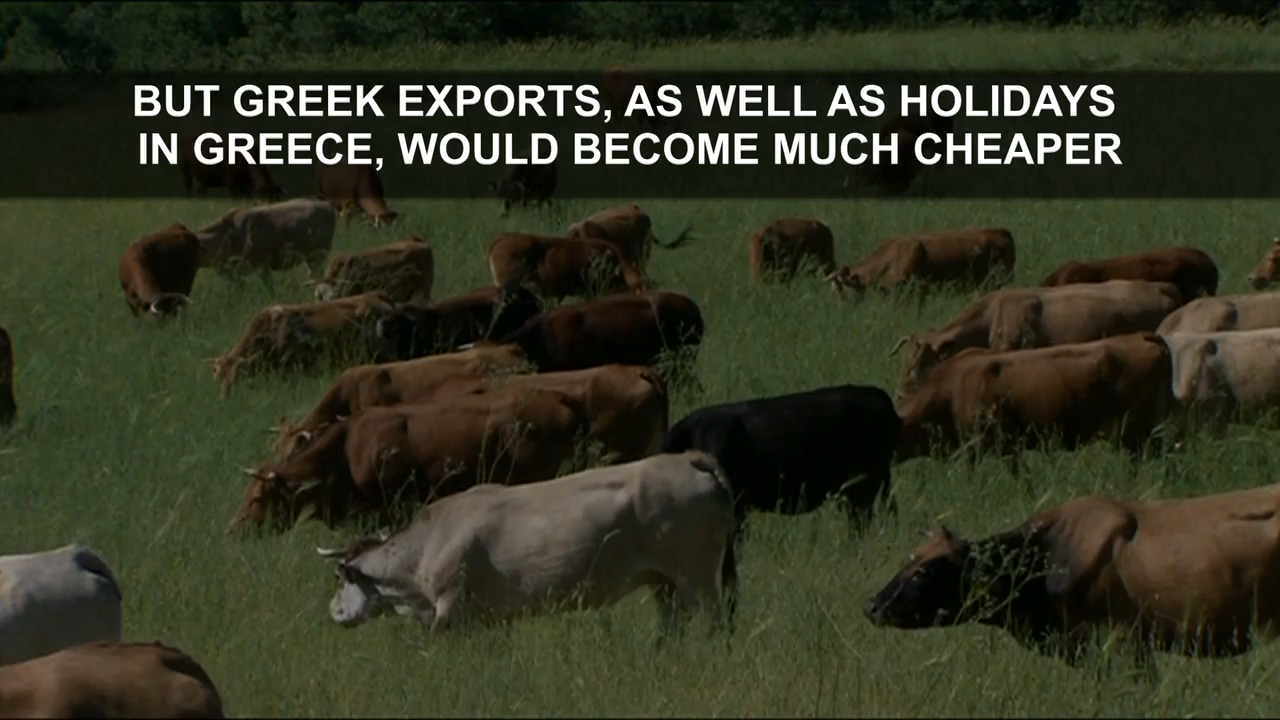 BUT GREEK EXPORTS, AS WELL AS HOLIDAYS
IN GREECE, WOULD BECOME MUCH CHEAPER